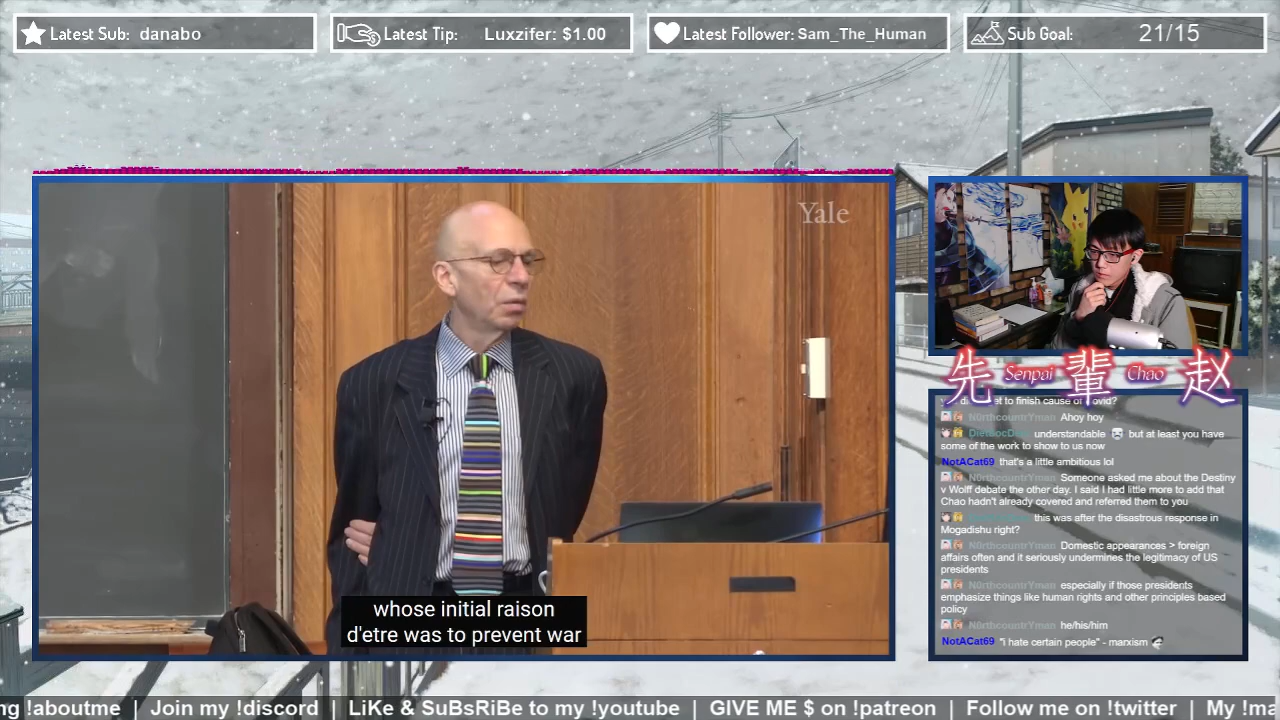 Latest Sub: danabo
Latest Tip: Luxzifer: $1.00
Latest Follower: Sam_The_Human
Sub Goal: 21/15
Yale
whose initial raison
d'etre was to prevent war
先 Senpai 輩 Chao 赵
to finish cause of
N0rthcountrYman Ahoy hoy
understandable but at least you have
some of the work to show to us now
NotACat69 that's a little ambitious lol
N0rthcountrYman Someone asked me about the Destiny
v Wolff debate the other day. I said I had little more to add that
Chao hadn't already covered and referred them to you
this was after the disastrous response in
Mogadishu right?
N0rthcountrYman Domestic appearances > foreign
affairs often and it seriously undermines the legitimacy of US
presidents
N0rthcountrYman especially if those presidents
emphasize things like human rights and other principles based
policy
N0rthcountrYman he/his/him
NotACat69 "i hate certain people" - marxism
ng !aboutme | Join my !discord | LiKe & SuBsRiBe to my !youtube | GIVE ME $ on !patreon | Follow me on !twitter | My !ma